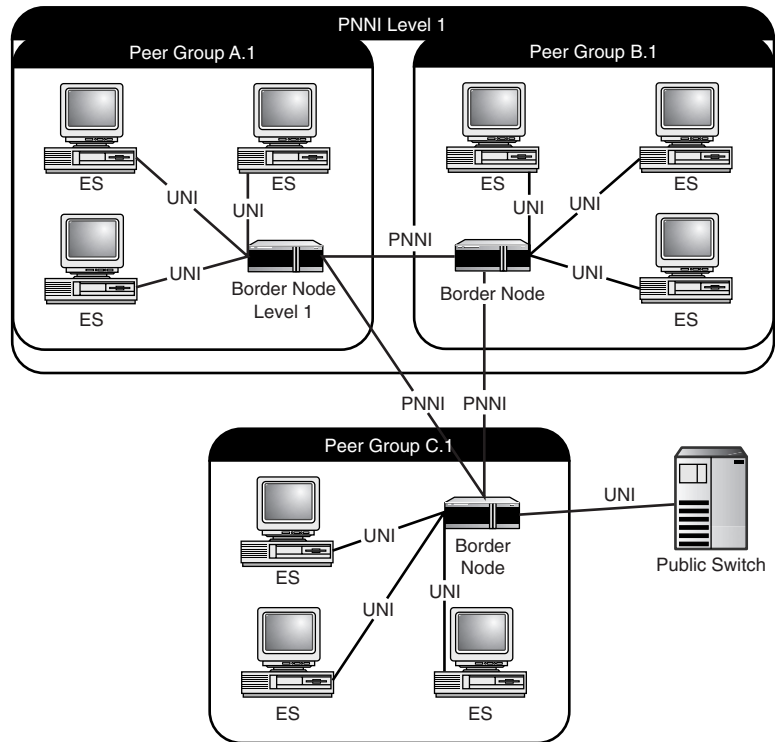 PNNI Level 1
Peer Group A.1
Peer Group B.1
ES
ES
ES
ES
UNI
UNI
UNI
UNI
PNNI
UNI
UNI
Border Node
Level 1
Border Node
ES
ES
PNNI
PNNI
Peer Group C.1
UNI
UNI
Border
Node
Public Switch
ES
UNI
UNI
ES
ES